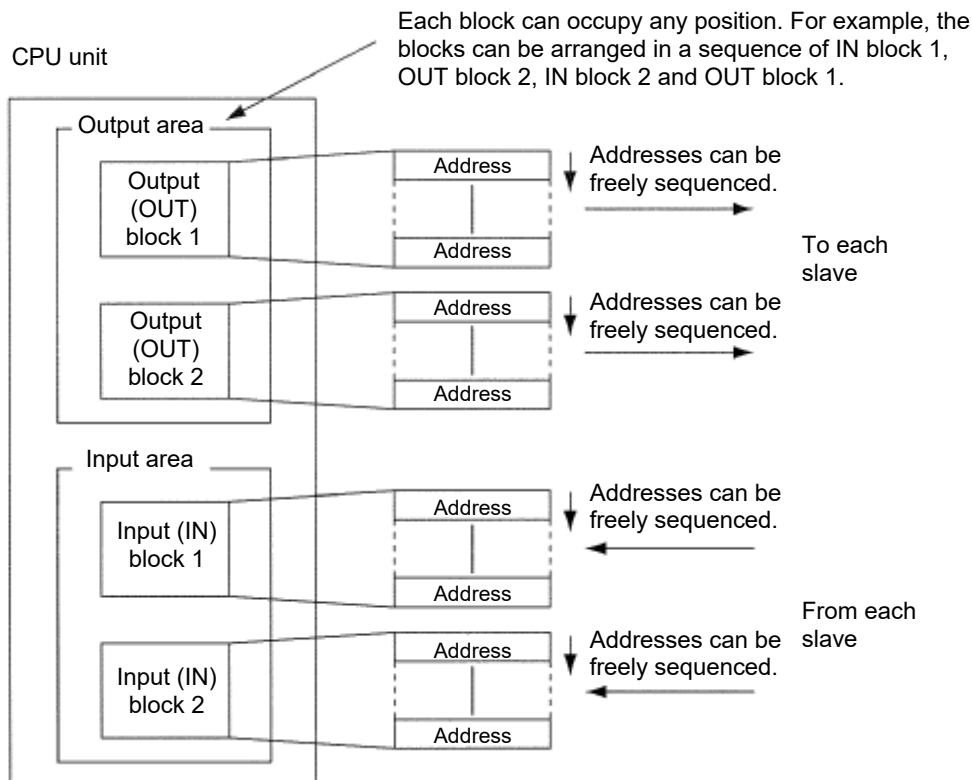 Each block can occupy any position. For example, the
blocks can be arranged in a sequence of IN block 1,
OUT block 2, IN block 2 and OUT block 1.
CPU unit
Output area
Output
(OUT)
block 1
Address
Address
Addresses can be
freely sequenced.
To each
slave
Output
(OUT)
block 2
Address
Address
Addresses can be
freely sequenced.
Input area
Input (IN)
block 1
Address
Address
Addresses can be
freely sequenced.
From each
slave
Input (IN)
block 2
Address
Address
Addresses can be
freely sequenced.